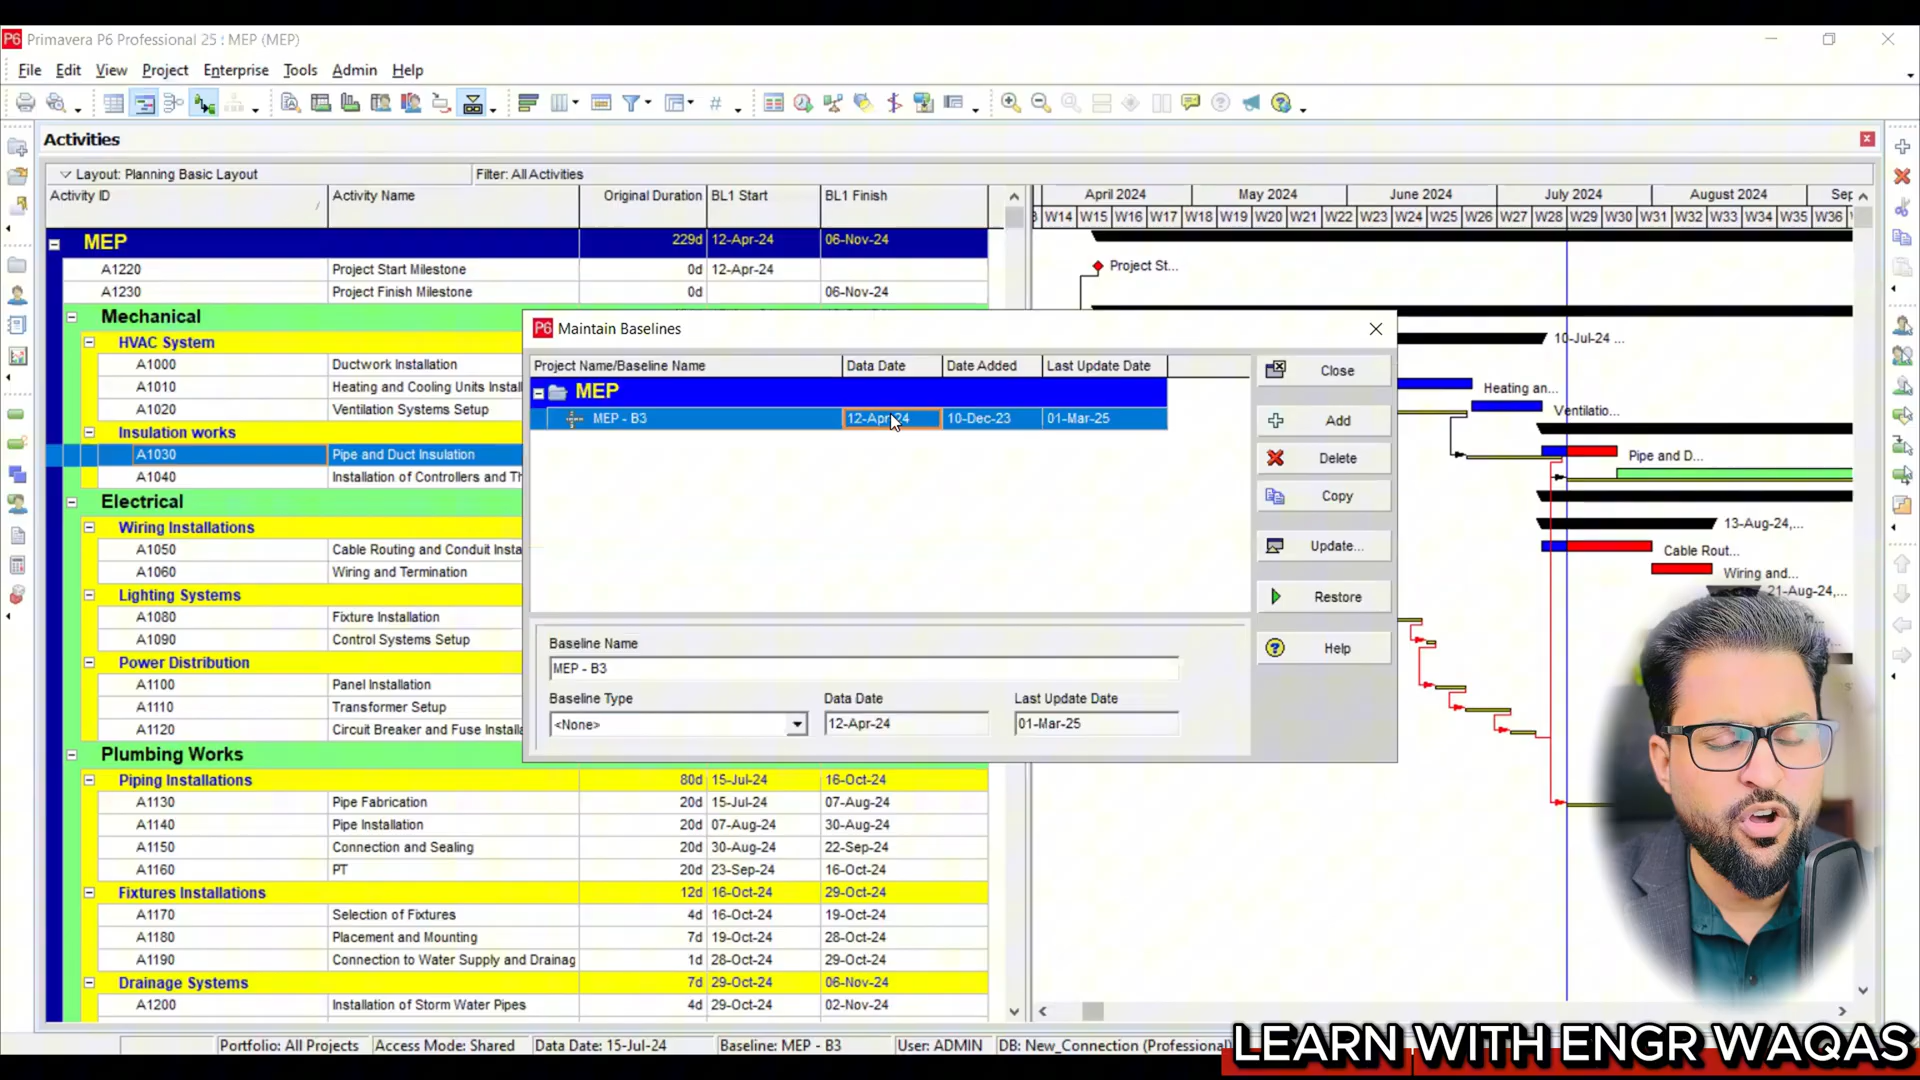 P6 Primavera P6 Professional 25 : MEP (MEP)
File Edit View Project Enterprise Tools Admin Help
Activities
Layout: Planning Basic Layout Filter: All Activities
Activity ID Activity Name Original Duration BL1 Start BL1 Finish
April 2024 May 2024 June 2024 July 2024 August 2024 Sep
W14 W15 W16 W17 W18 W19 W20 W21 W22 W23 W24 W25 W26 W27 W28 W29 W30 W31 W32 W33 W34 W35 W36
MEP 229d 12-Apr-24 06-Nov-24
A1220 Project Start Milestone 0d 12-Apr-24 Project St...
A1230 Project Finish Milestone 0d 06-Nov-24
Mechanical
HVAC System 10-Jul-24 ...
A1000 Ductwork Installation
A1010 Heating and Cooling Units Instal Heating an...
A1020 Ventilation Systems Setup Ventilatio...
Insulation works
A1030 Pipe and Duct Insulation Pipe and D...
A1040 Installation of Controllers and Th
Electrical
Wiring Installations 13-Aug-24,...
A1050 Cable Routing and Conduit Insta Cable Rout...
A1060 Wiring and Termination Wiring and...
Lighting Systems 21-Aug-24,...
A1080 Fixture Installation
A1090 Control Systems Setup
Power Distribution
A1100 Panel Installation
A1110 Transformer Setup
A1120 Circuit Breaker and Fuse Installa
Plumbing Works
Piping Installations 80d 15-Jul-24 16-Oct-24
A1130 Pipe Fabrication 20d 15-Jul-24 07-Aug-24
A1140 Pipe Installation 20d 07-Aug-24 30-Aug-24
A1150 Connection and Sealing 20d 30-Aug-24 22-Sep-24
A1160 PT 20d 23-Sep-24 16-Oct-24
Fixtures Installations 12d 16-Oct-24 29-Oct-24
A1170 Selection of Fixtures 4d 16-Oct-24 19-Oct-24
A1180 Placement and Mounting 7d 19-Oct-24 28-Oct-24
A1190 Connection to Water Supply and Drainag 1d 28-Oct-24 29-Oct-24
Drainage Systems 7d 29-Oct-24 06-Nov-24
A1200 Installation of Storm Water Pipes 4d 29-Oct-24 02-Nov-24
P6 Maintain Baselines
Project Name/Baseline Name Data Date Date Added Last Update Date
MEP
MEP - B3 12-Apr-24 10-Dec-23 01-Mar-25
Close
Add
Delete
Copy
Update...
Restore
Help
Baseline Name
MEP - B3
Baseline Type Data Date Last Update Date
<None> 12-Apr-24 01-Mar-25
Portfolio: All Projects Access Mode: Shared Data Date: 15-Jul-24 Baseline: MEP - B3 User: ADMIN DB: New_Connection (Professional)
LEARN WITH ENGR WAQAS